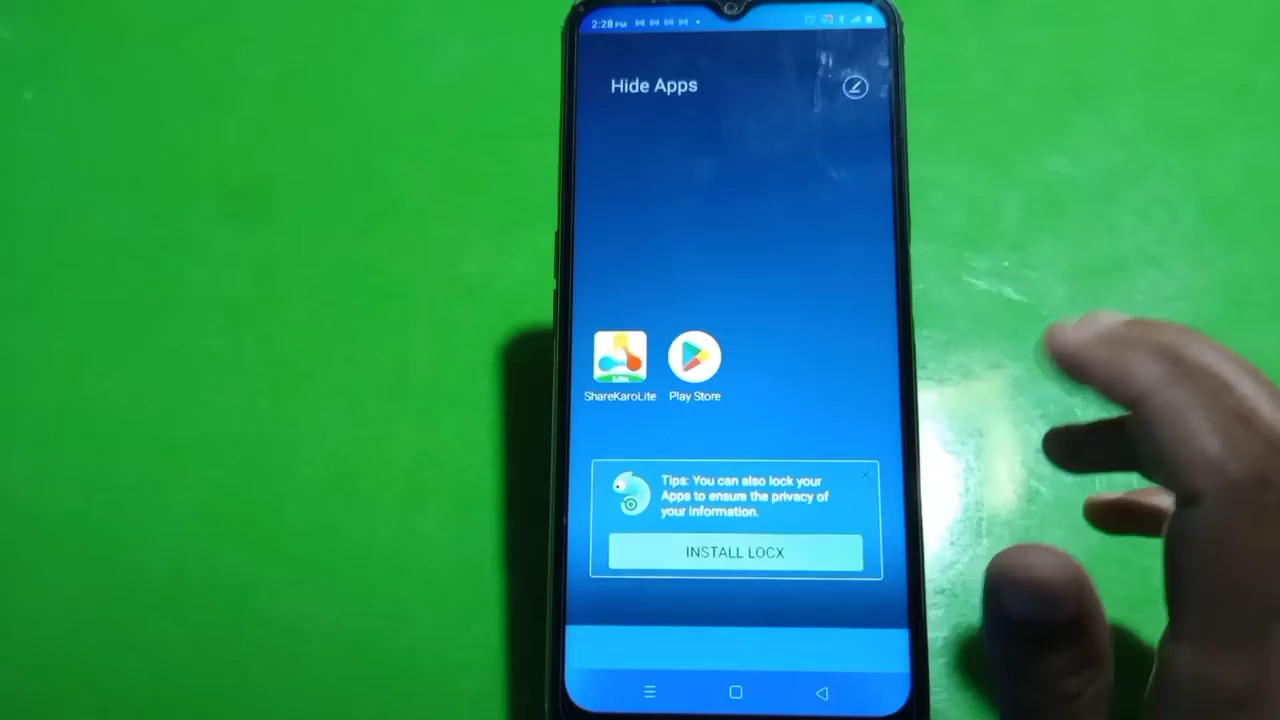 2:28 PM
Hide Apps
ShareKaroLite
Play Store
Tips: You can also lock your
Apps to ensure the privacy of
your information.
INSTALL LOCX